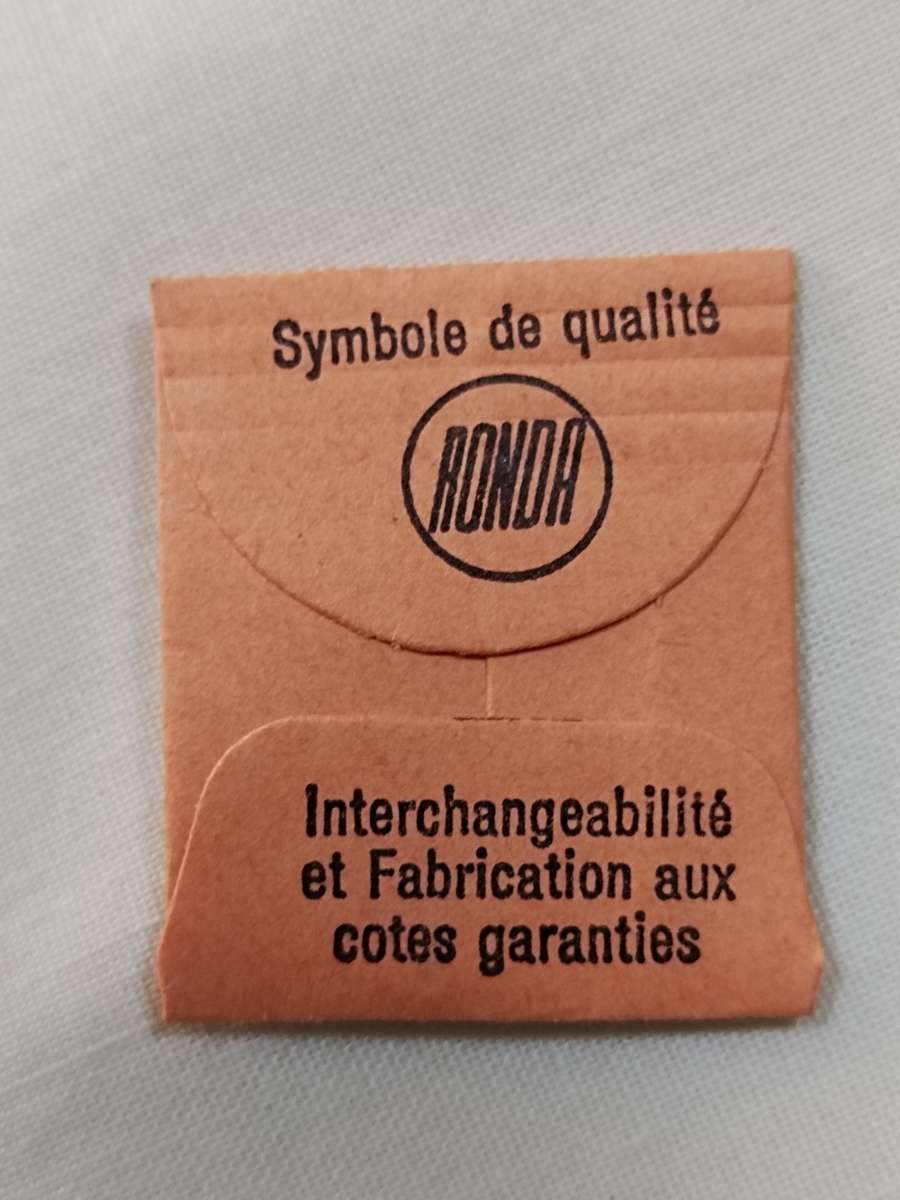 Symbole de qualité
RONDA
Interchangeabilité
et Fabrication aux
cotes garanties